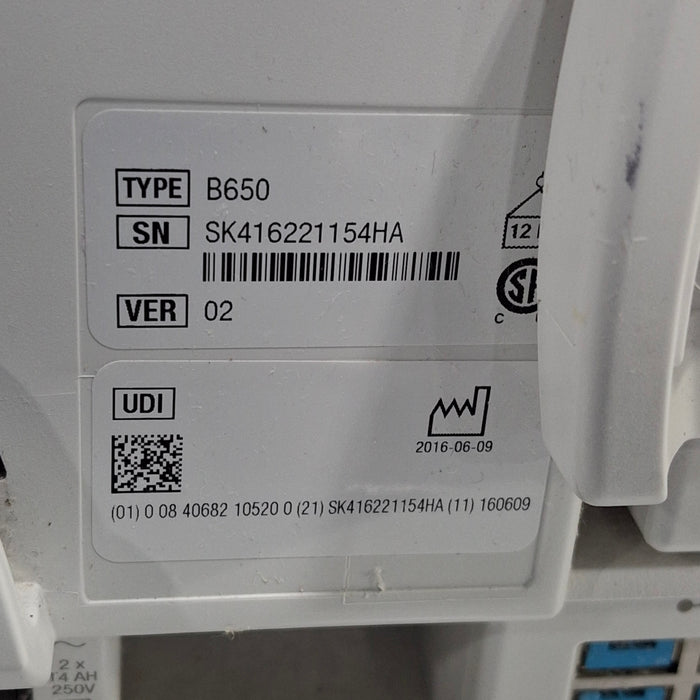 TYPE B650
SN SK416221154HA
12
VER 02
C
UDI
2016-06-09
(01) 0 08 40682 10520 0 (21) SK416221154HA (11) 160609
2 x
T4 AH
250V